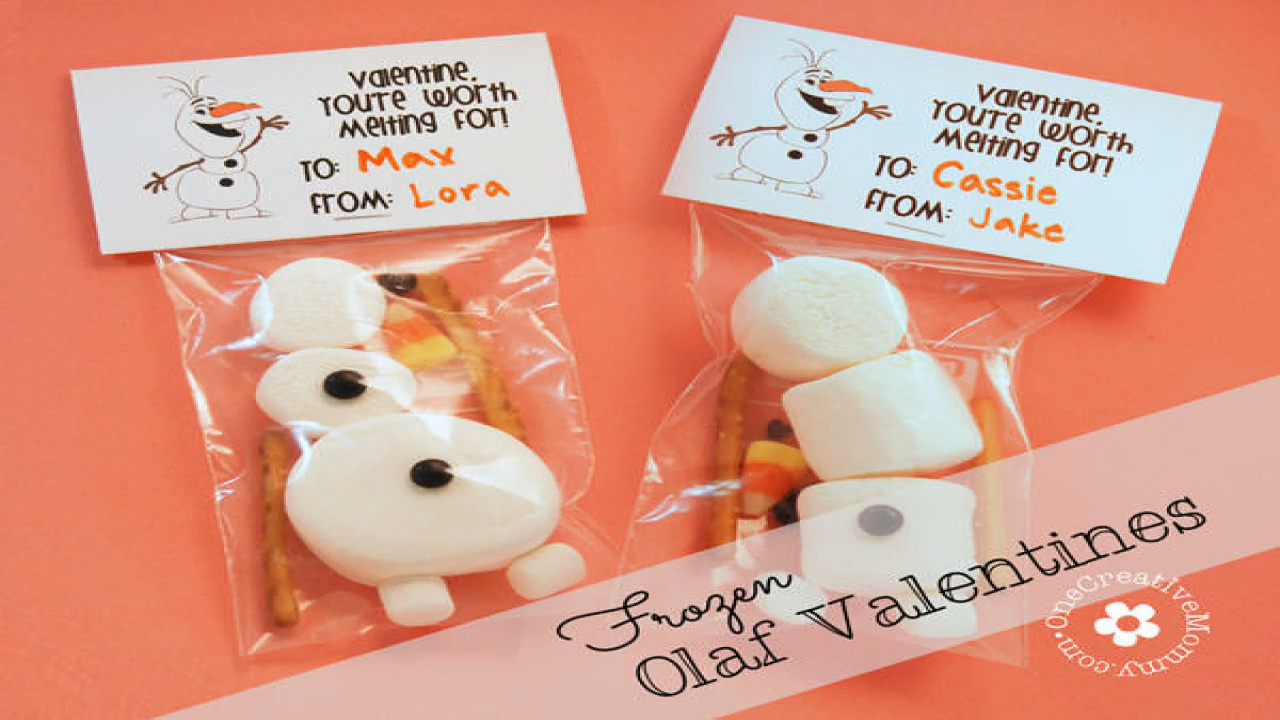 Valentine,
You're worth
melting for!
To: Max
From: Lora
Valentine,
You're worth
melting for!
To: Cassie
From: Jake
Frozen
Olaf Valentines
OneCreativeMommy.com